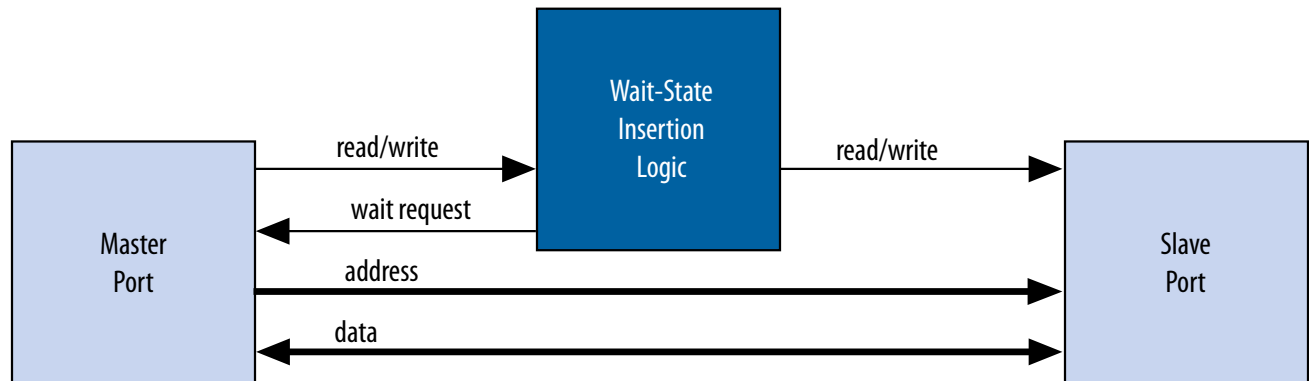 Wait-State
Insertion
Logic
read/write
read/write
wait request
Master
Port
Slave
Port
address
data